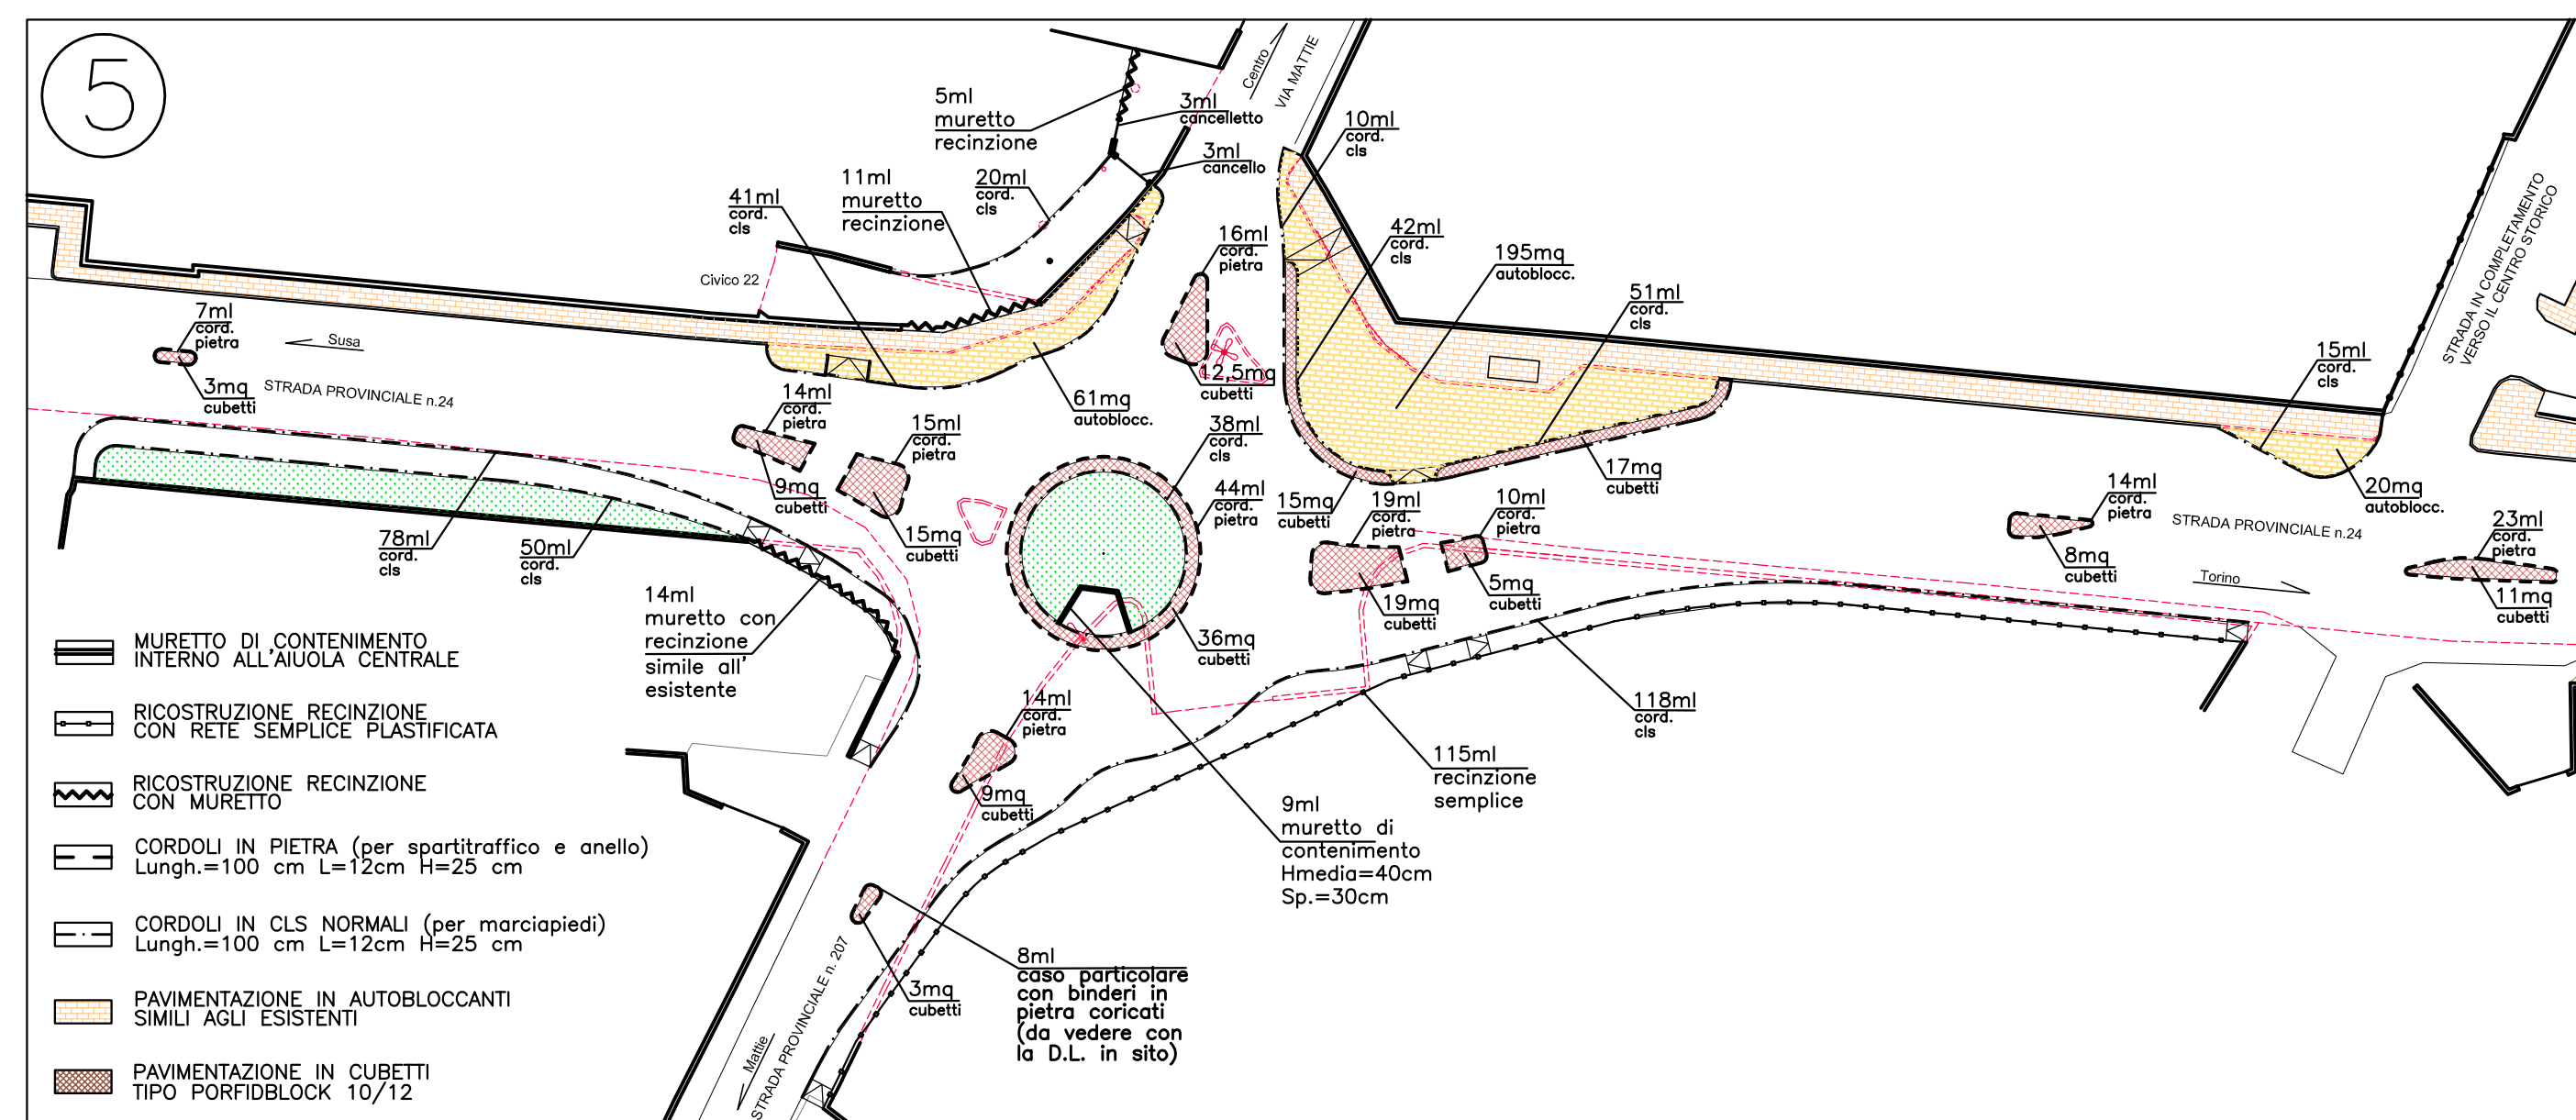 5
5ml
muretto
recinzione
3ml
cancelletto
3ml
cancello
Centro
VIA MATTIE
10ml
cord.
cls
11ml
muretto
recinzione
20ml
cord.
cls
41ml
cord.
cls
16ml
cord.
pietra
42ml
cord.
cls
195mq
autoblocc.
51ml
cord.
cls
STRADA IN COMPLETAMENTO
VERSO IL CENTRO STORICO
Civico 22
7ml
cord.
pietra
Susa
3mq
cubetti
STRADA PROVINCIALE n.24
14ml
cord.
pietra
61mq
autoblocc.
12,5mq
cubetti
15ml
cord.
cls
15ml
cord.
pietra
38ml
cord.
cls
9mq
cubetti
15mq
cubetti
44ml
cord.
pietra
15mq
cubetti
17mq
cubetti
19ml
cord.
pietra
10ml
cord.
pietra
14ml
cord.
pietra
20mq
autoblocc.
STRADA PROVINCIALE n.24
23ml
cord.
pietra
78ml
cord.
cls
50ml
cord.
cls
8mq
cubetti
Torino
5mq
cubetti
19mq
cubetti
11mq
cubetti
14ml
muretto con
recinzione
simile all'
esistente
36mq
cubetti
14ml
cord.
pietra
118ml
cord.
cls
9mq
cubetti
115ml
recinzione
semplice
9ml
muretto di
contenimento
Hmedia=40cm
Sp.=30cm
8ml
caso particolare
con binderi in
pietra coricati
(da vedere con
la D.L. in sito)
3mq
cubetti
Mattie
STRADA PROVINCIALE n. 207
MURETTO DI CONTENIMENTO
INTERNO ALL'AIUOLA CENTRALE
RICOSTRUZIONE RECINZIONE
CON RETE SEMPLICE PLASTIFICATA
RICOSTRUZIONE RECINZIONE
CON MURETTO
CORDOLI IN PIETRA (per spartitraffico e anello)
Lungh.=100 cm L=12cm H=25 cm
CORDOLI IN CLS NORMALI (per marciapiedi)
Lungh.=100 cm L=12cm H=25 cm
PAVIMENTAZIONE IN AUTOBLOCCANTI
SIMILI AGLI ESISTENTI
PAVIMENTAZIONE IN CUBETTI
TIPO PORFIDBLOCK 10/12